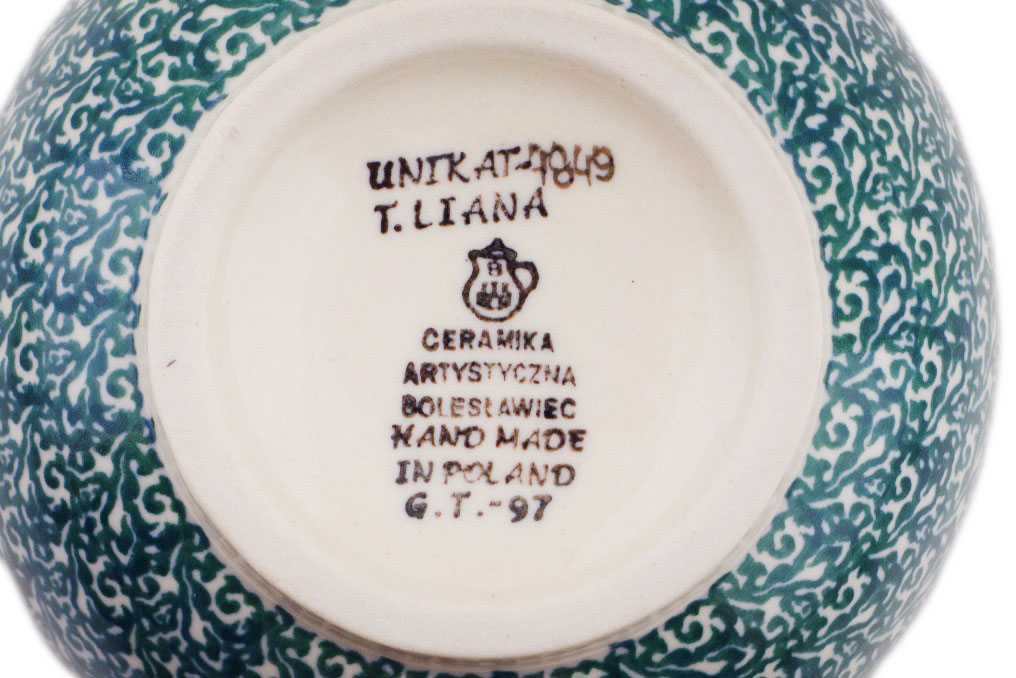 UNIKAT-4849
T. LIANA
CERAMIKA
ARTYSTYCZNA
BOLESŁAWIEC
HAND MADE
IN POLAND
G.T.-97